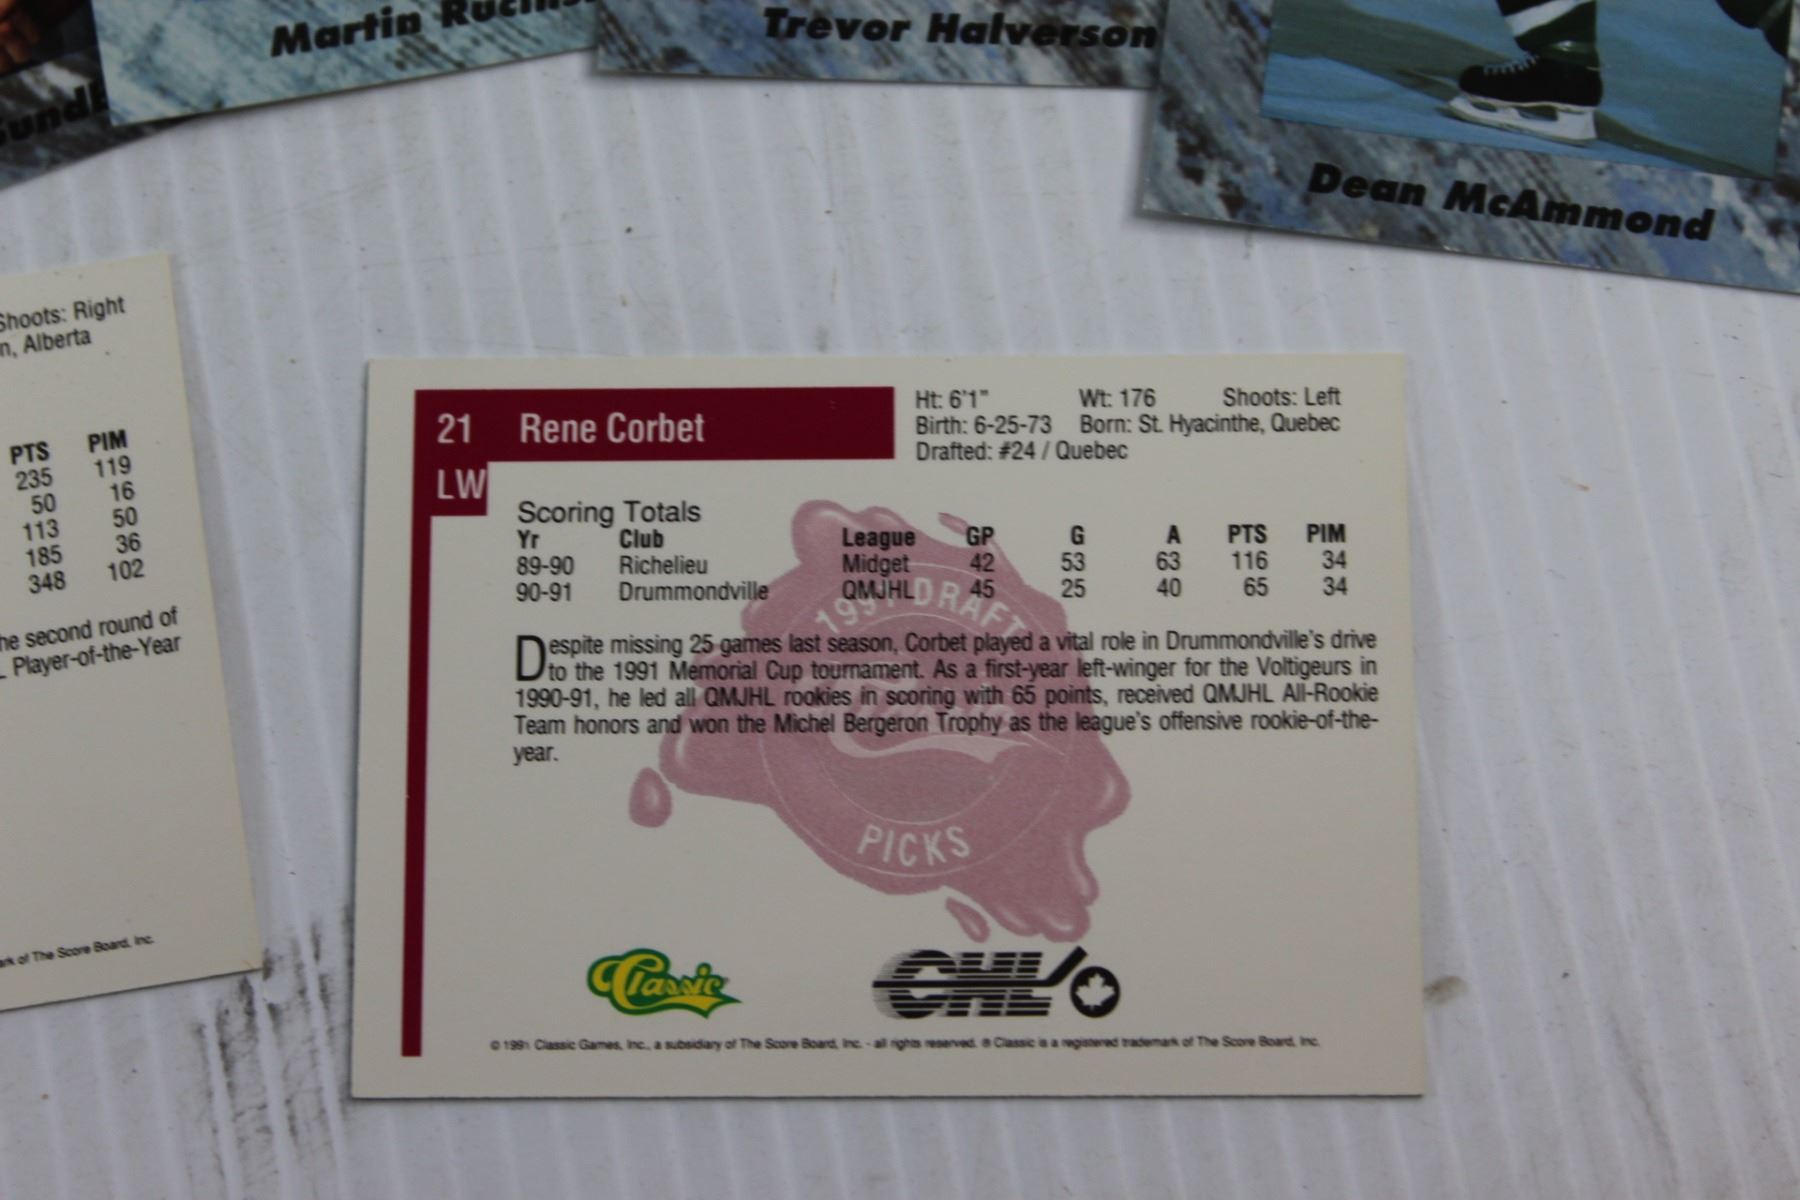 Martin
Trevor Halverson
Dean McAmmond
Shoots: Right
Alberta
PTS PIM
235 119
50 16
113 50
185 36
348 102
second round of
Player-of-the-Year
of The Score Board, Inc.
21 Rene Corbet
LW
Ht: 6'1" Wt: 176 Shoots: Left
Birth: 6-25-73 Born: St. Hyacinthe, Quebec
Drafted: #24 / Quebec
Scoring Totals
Yr Club League GP G A PTS PIM
89-90 Richelieu Midget 42 53 63 116 34
90-91 Drummondville QMJHL 45 25 40 65 34
1991 DRAFT
Despite missing 25 games last season, Corbet played a vital role in Drummondville's drive
to the 1991 Memorial Cup tournament. As a first-year left-winger for the Voltigeurs in
1990-91, he led all QMJHL rookies in scoring with 65 points, received QMJHL All-Rookie
Team honors and won the Michel Bergeron Trophy as the league's offensive rookie-of-the-
year.
PICKS
Classic
CHL
© 1991 Classic Games, Inc., a subsidiary of The Score Board, Inc. - all rights reserved. ® Classic is a registered trademark of The Score Board, Inc.